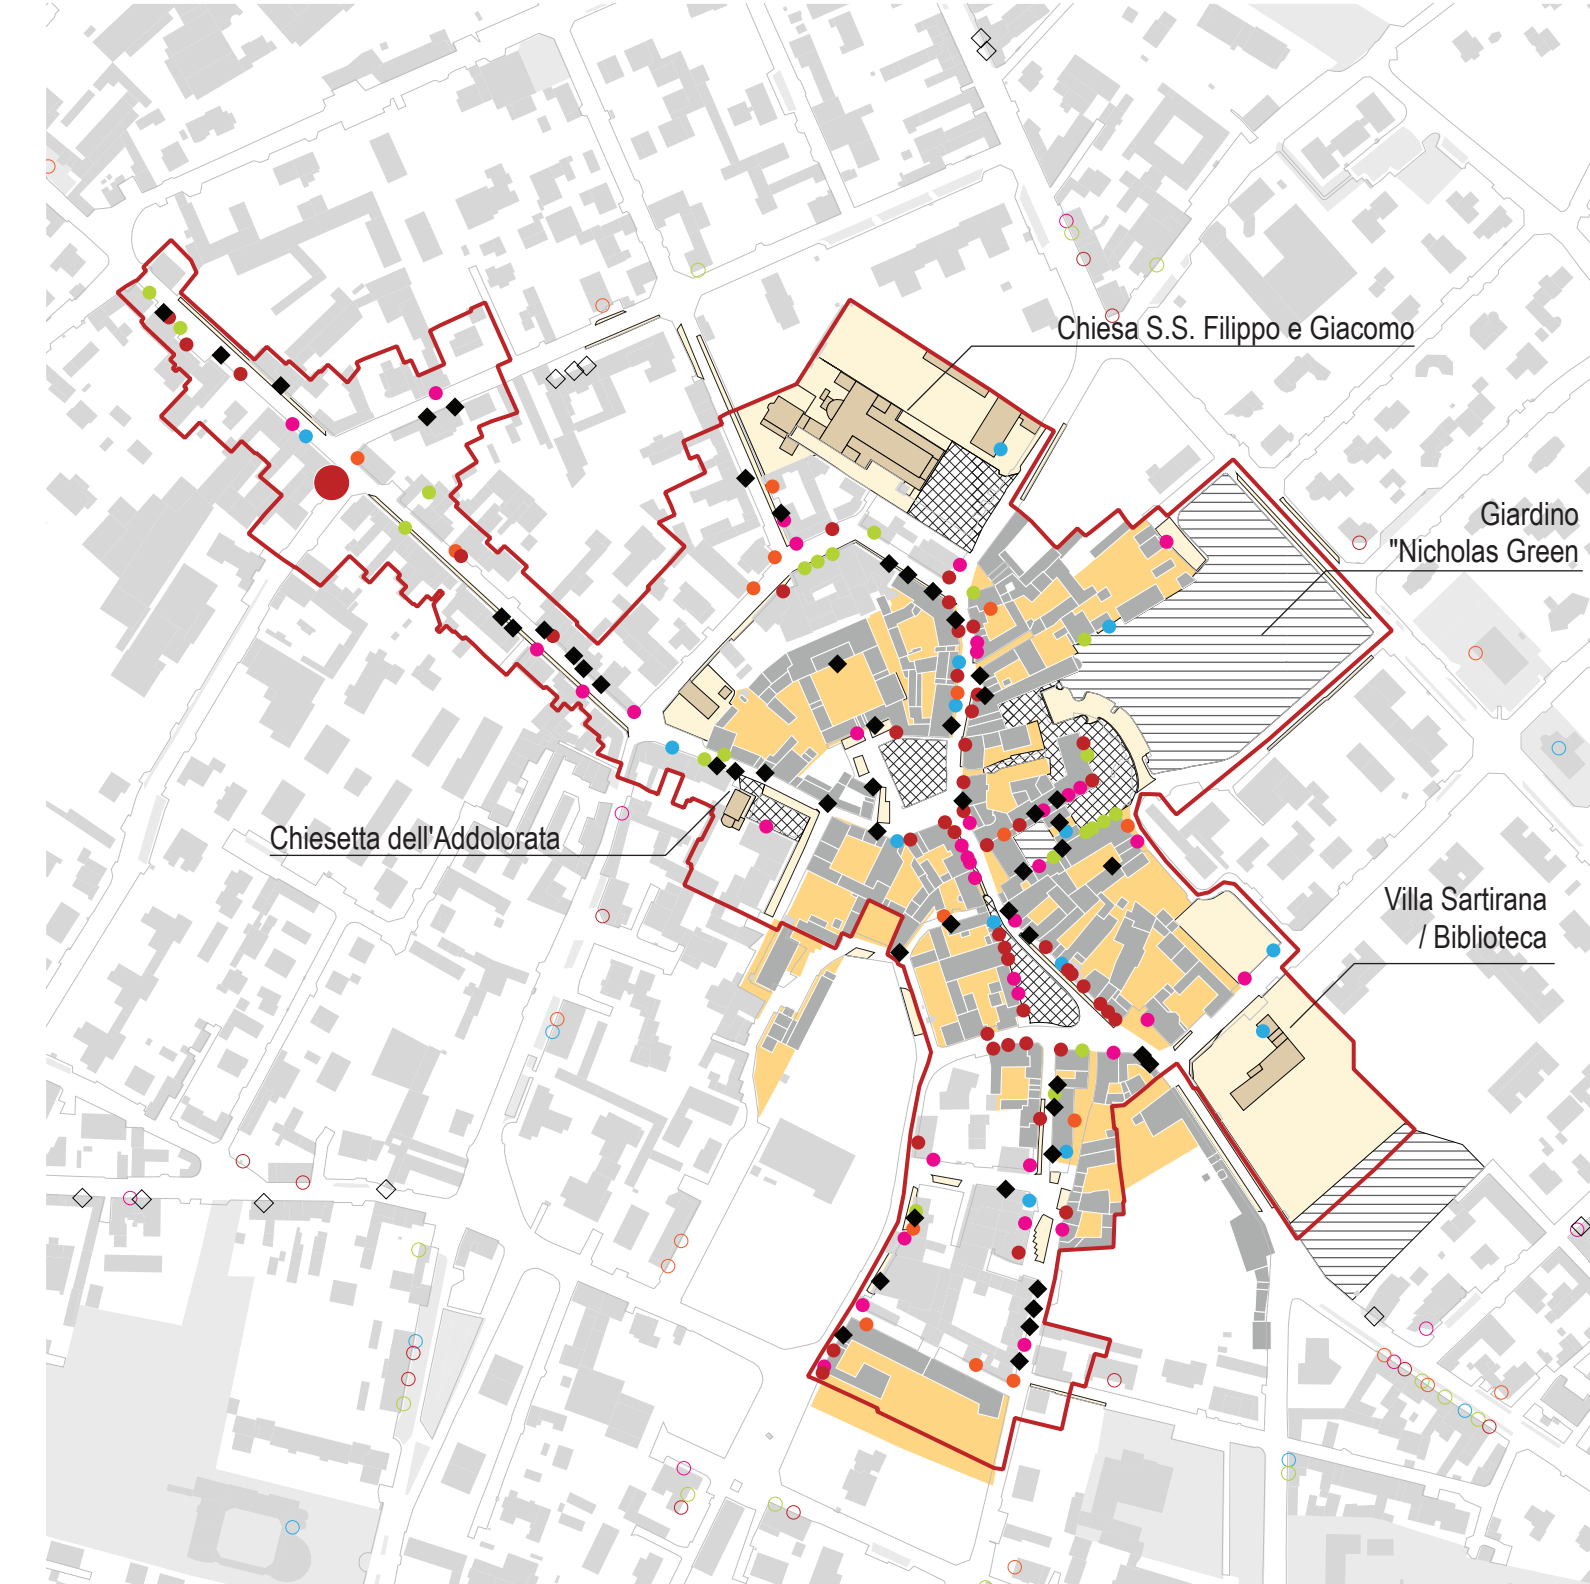 Chiesa S.S. Filippo e Giacomo
Giardino
"Nicholas Green
Chiesetta dell'Addolorata
Villa Sartirana
/ Biblioteca